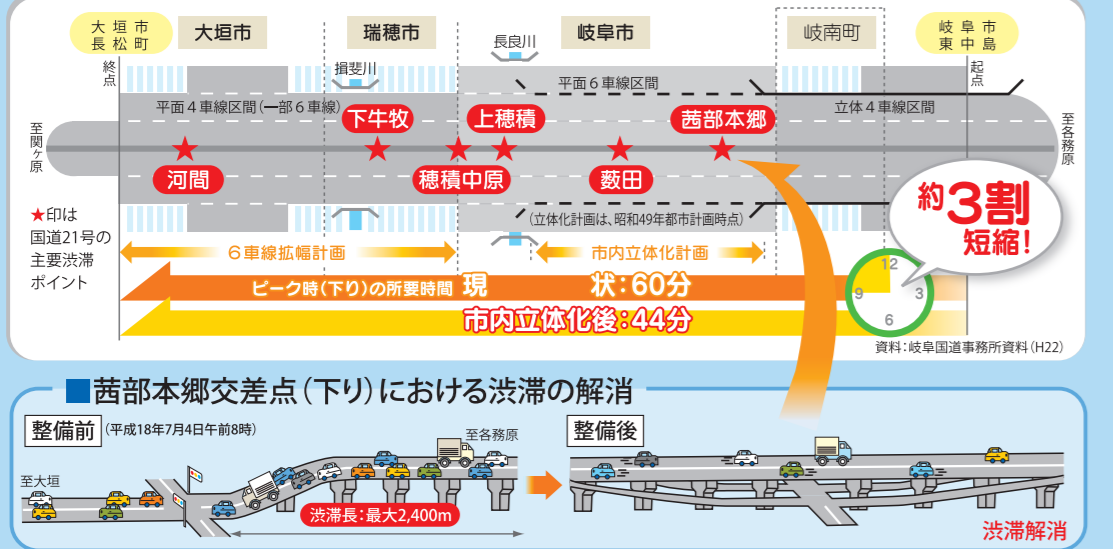 大垣市
長松町
大垣市
瑞穂市
岐阜市
岐南町
岐阜市
東中島
終点
揖斐川
長良川
起点
平面4車線区間(一部6車線)
平面6車線区間
立体4車線区間
至関ヶ原
至各務原
下牧
上穂積
茜部本郷
河間
穂積中原
薮田
(立体化計画は、昭和49年都市計画時点)
★印は
国道21号の
主要渋滞
ポイント
6車線拡幅計画
市内立体化計画
約3割
短縮!
ピーク時(下り)の所要時間 現 状:60分
市内立体化後:44分
12
3
6
9
資料:岐阜国道事務所資料(H22)
■茜部本郷交差点(下り)における渋滞の解消
整備前 (平成18年7月4日午前8時)
至各務原
至大垣
渋滞長:最大2,400m
整備後
渋滞解消